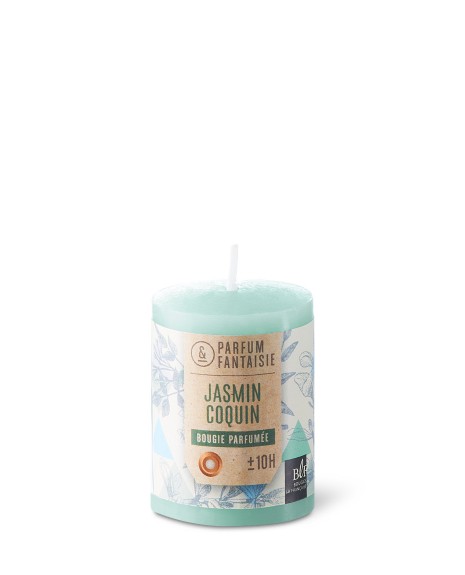 &
PARFUM
FANTAISIE
JASMIN
COQUIN
BOUGIE PARFUMÉE
±10H